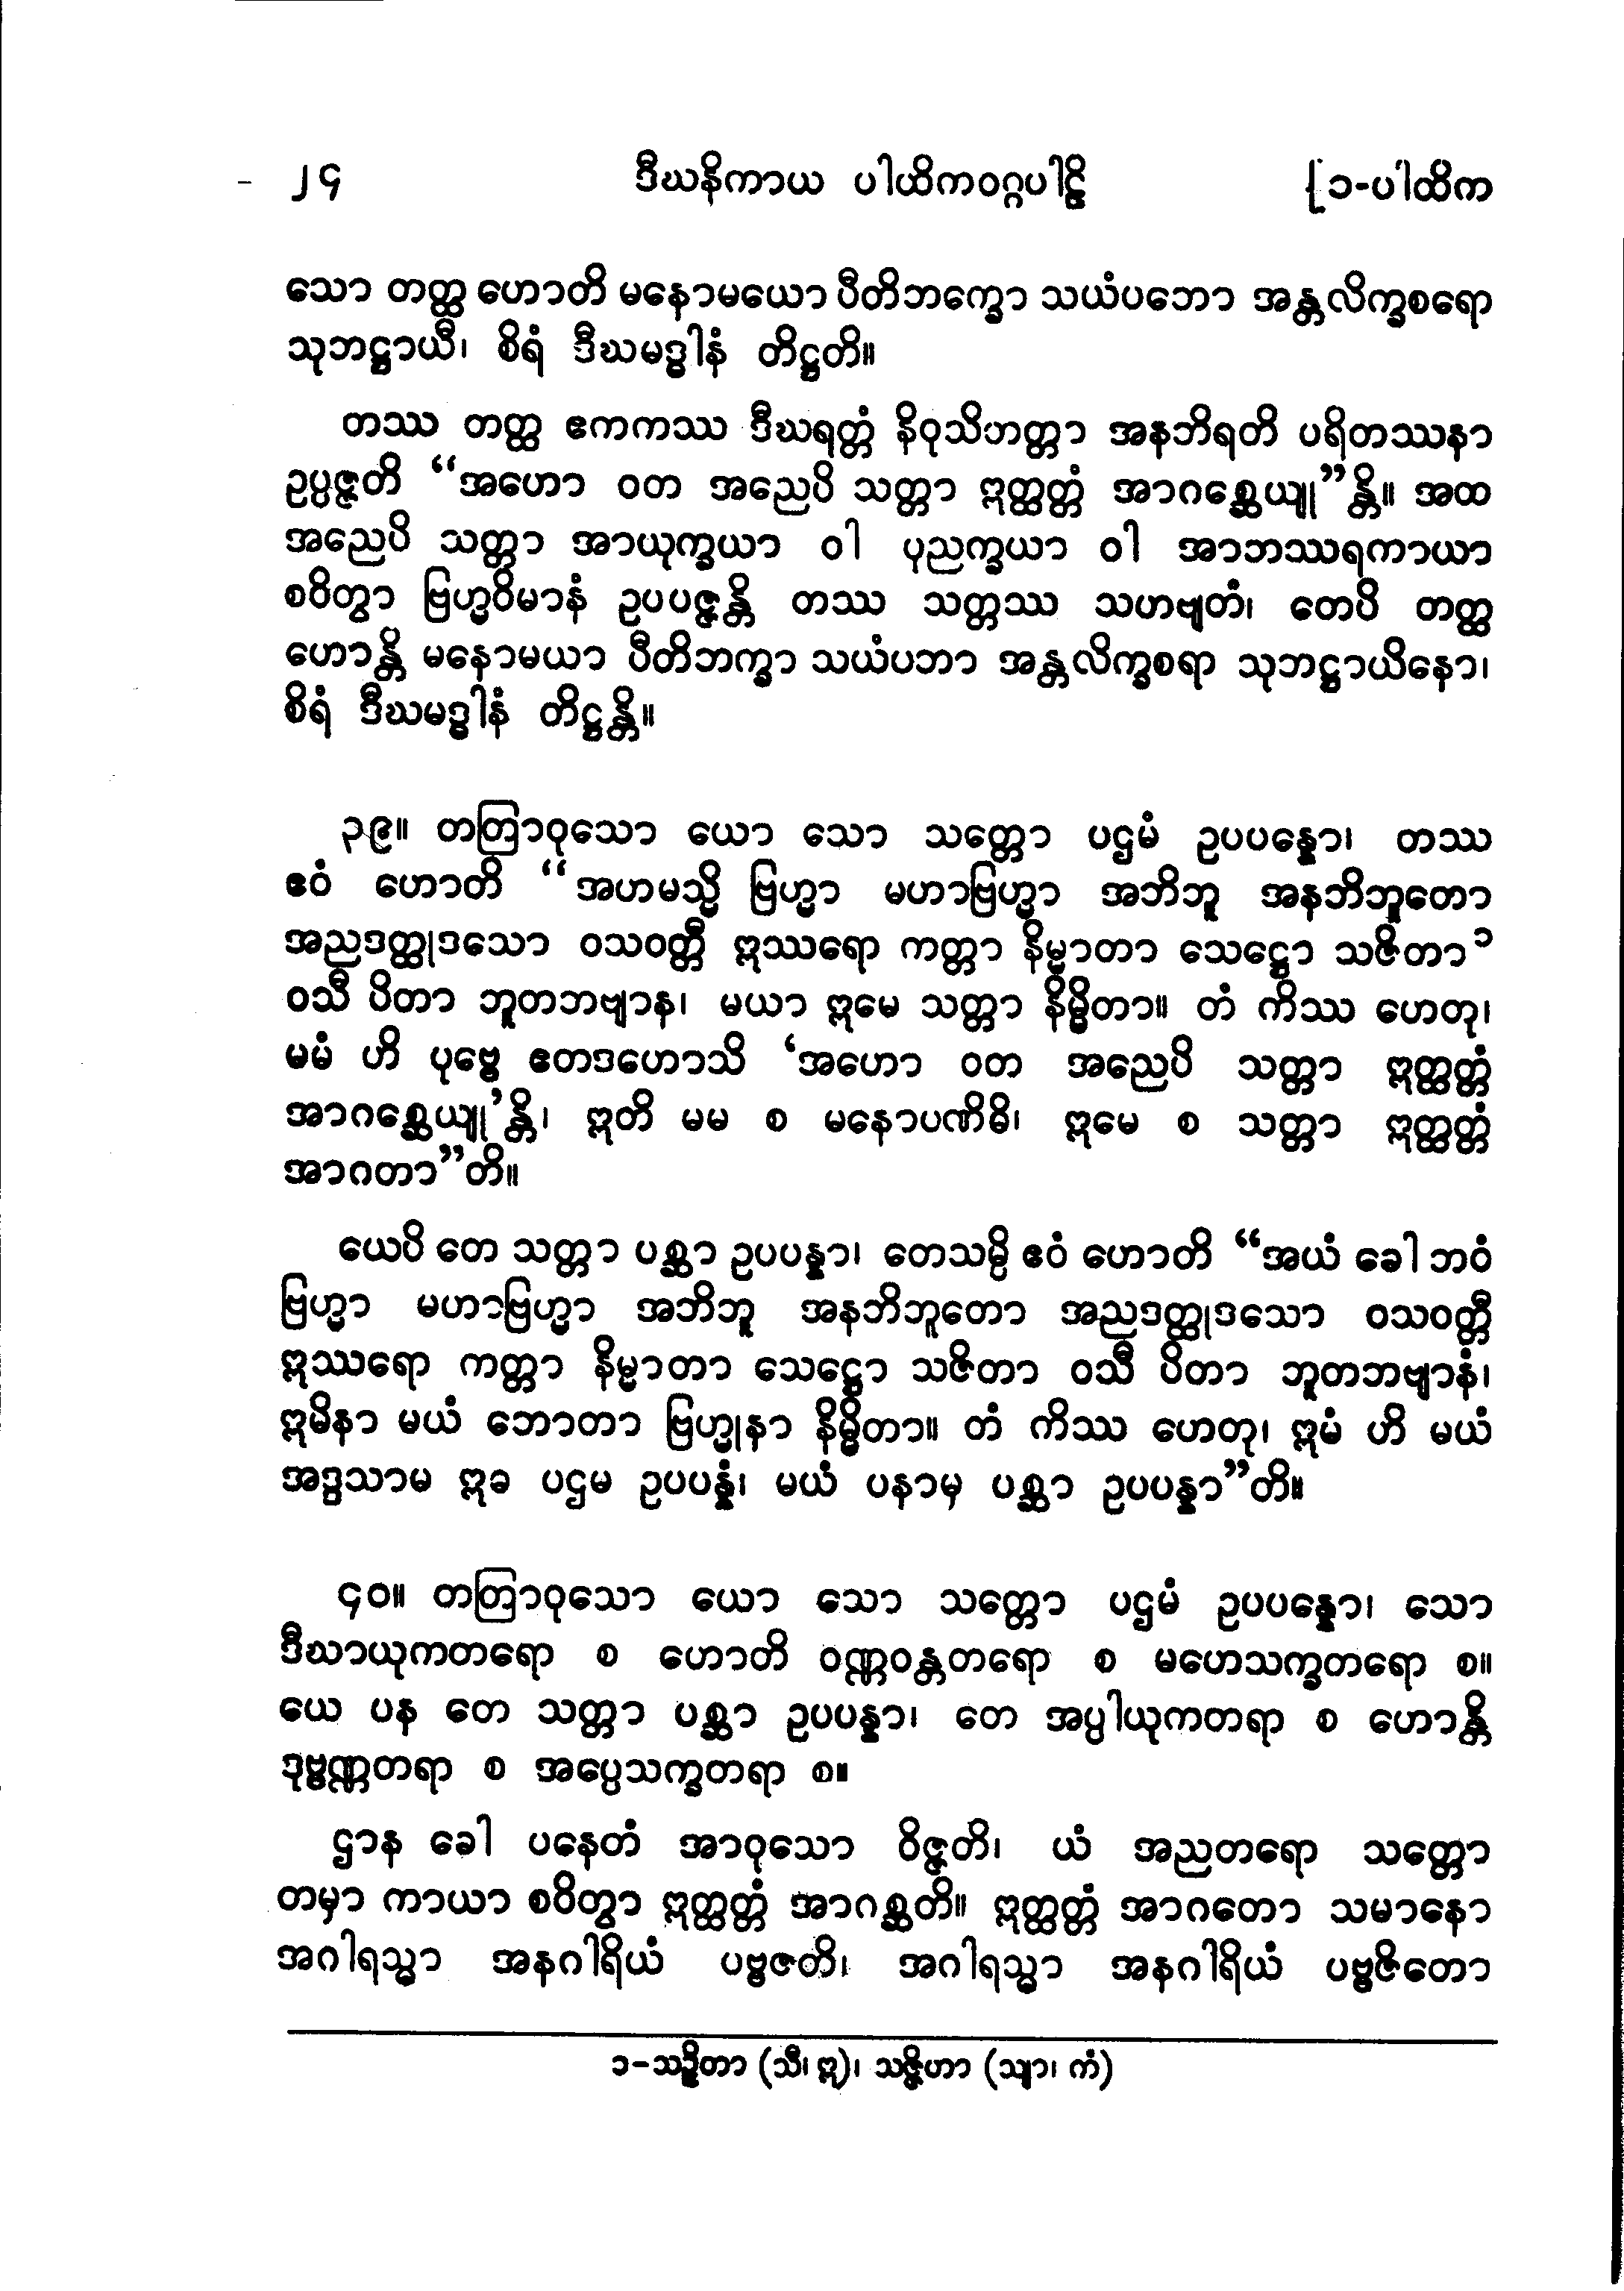 ၂၄ ဒီဃနိကာယ ပါထိကဝဂ္ဂပါဠိ [၁-ပါထိက
သော တတ္ထ ဟောတိ မနောမယော ပီတိဘက္ခော သယံပဘော အန္တလိက္ခစရော
သုဘဋ္ဌာယီ၊ စိရံ ဒီဃမဒ္ဓါနံ တိဋ္ဌတိ။
တဿ တတ္ထ ဧကကဿ ဒီဃရတ္တံ နိဝုသိတတ္တာ အနဘိရတိ ပရိတဿနာ
ဥပ္ပဇ္ဇတိ “အဟော ဝတ အညေပိ သတ္တာ ဣတ္ထတ္တံ အာဂစ္ဆေယျု”န္တိ။ အထ
အညေပိ သတ္တာ အာယုက္ခယာ ဝါ ပုညက္ခယာ ဝါ အာဘဿရကာယာ
စဝိတွာ ဗြဟ္မဝိမာနံ ဥပပဇ္ဇန္တိ တဿ သတ္တဿ သဟဗျတံ၊ တေပိ တတ္ထ
ဟောန္တိ မနောမယာ ပီတိဘက္ခာ သယံပဘာ အန္တလိက္ခစရာ သုဘဋ္ဌာယိနော၊
စိရံ ဒီဃမဒ္ဓါနံ တိဋ္ဌန္တိ။
၃၉။ တတြာဝုသော ယော သော သတ္တော ပဌမံ ဥပပန္နော၊ တဿ
ဧဝံ ဟောတိ “အဟမသ္မိ ဗြဟ္မာ မဟာဗြဟ္မာ အဘိဘူ အနဘိဘူတော
အညဒတ္ထုဒသော ဝသဝတ္တီ ဣဿရော ကတ္တာ နိမ္မာတာ သေဋ္ဌော သဇိတာ ၁
ဝသီ ပိတာ ဘူတဘဗျာန၊ မယာ ဣမေ သတ္တာ နိမ္မိတာ။ တံ ကိဿ ဟေတု၊
မမံ ဟိ ပုဗ္ဗေ ဧတဒဟောသိ ‘အဟော ဝတ အညေပိ သတ္တာ ဣတ္ထတ္တံ
အာဂစ္ဆေယျု’န္တိ၊ ဣတိ မမ စ မနောပဏိဓိ၊ ဣမေ စ သတ္တာ ဣတ္ထတ္တံ
အာဂတာ”တိ။
ယေပိ တေ သတ္တာ ပစ္ဆာ ဥပပန္နာ၊ တေသမ္ပိ ဧဝံ ဟောတိ “အယံ ခေါ ဘဝံ
ဗြဟ္မာ မဟာဗြဟ္မာ အဘိဘူ အနဘိဘူတော အညဒတ္ထုဒသော ဝသဝတ္တီ
ဣဿရော ကတ္တာ နိမ္မာတာ သေဋ္ဌော သဇိတာ ဝသီ ပိတာ ဘူတဘဗျာနံ၊
ဣမိနာ မယံ ဘောတာ ဗြဟ္မုနာ နိမ္မိတာ။ တံ ကိဿ ဟေတု၊ ဣမံ ဟိ မယံ
အဒ္ဒသာမ ဣဓ ပဌမ ဥပပန္နံ၊ မယံ ပနာမှ ပစ္ဆာ ဥပပန္နာ”တိ။
၄၀။ တတြာဝုသော ယော သော သတ္တော ပဌမံ ဥပပန္နော၊ သော
ဒီဃာယုကတရော စ ဟောတိ ဝဏ္ဏဝန္တတရော စ မဟေသက္ခတရော စ။
ယေ ပန တေ သတ္တာ ပစ္ဆာ ဥပပန္နာ၊ တေ အပ္ပါယုကတရာ စ ဟောန္တိ
ဒုဗ္ဗဏ္ဏတရာ စ အပ္ပေသက္ခတရာ စ။
ဌာန ခေါ ပနေတံ အာဝုသော ဝိဇ္ဇတိ၊ ယံ အညတရော သတ္တော
တမှာ ကာယာ စဝိတွာ ဣတ္ထတ္တံ အာဂစ္ဆတိ။ ဣတ္ထတ္တံ အာဂတော သမာနော
အဂါရသ္မာ အနဂါရိယံ ပဗ္ဗဇတိ၊ အဂါရသ္မာ အနဂါရိယံ ပဗ္ဗဇိတော
၁-သဉ္ဇိတာ (သီ၊ ဣ)၊ သဇ္ဇိတာ (သျာ၊ ကံ)